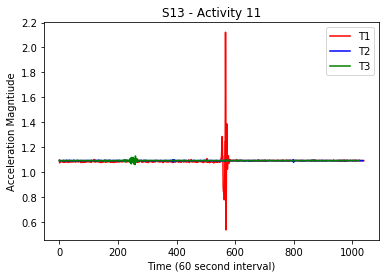 S13 - Activity 11
Acceleration Magntiude
2.2
2.0
1.8
1.6
1.4
1.2
1.0
0.8
0.6
T1
T2
T3
0 200 400 600 800 1000
Time (60 second interval)